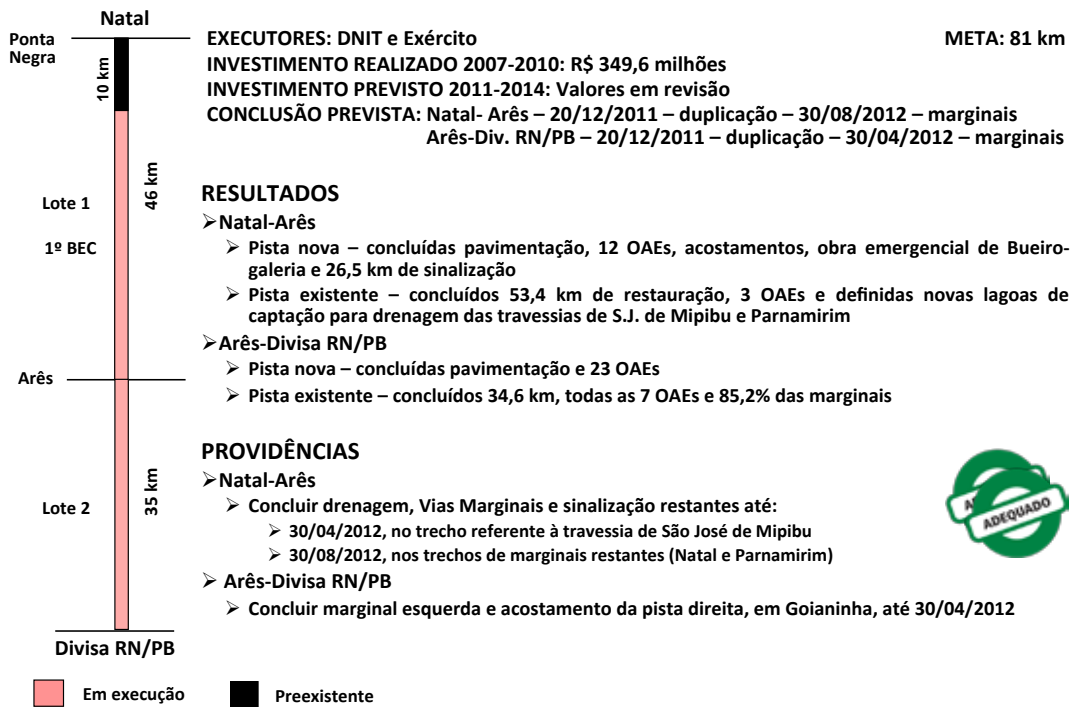 Natal
Ponta
Negra
10 km
46 km
Lote 1
1º BEC
Arês
35 km
Lote 2
Divisa RN/PB
Em execução
Preexistente
EXECUTORES: DNIT e Exército
META: 81 km
INVESTIMENTO REALIZADO 2007-2010: R$ 349,6 milhões
INVESTIMENTO PREVISTO 2011-2014: Valores em revisão
CONCLUSÃO PREVISTA: Natal- Arês – 20/12/2011 – duplicação – 30/08/2012 – marginais
Arês-Div. RN/PB – 20/12/2011 – duplicação – 30/04/2012 – marginais
RESULTADOS
➢Natal-Arês
➢ Pista nova – concluídas pavimentação, 12 OAEs, acostamentos, obra emergencial de Bueiro-
galeria e 26,5 km de sinalização
➢ Pista existente – concluídos 53,4 km de restauração, 3 OAEs e definidas novas lagoas de
captação para drenagem das travessias de S.J. de Mipibu e Parnamirim
➢Arês-Divisa RN/PB
➢ Pista nova – concluídas pavimentação e 23 OAEs
➢ Pista existente – concluídos 34,6 km, todas as 7 OAEs e 85,2% das marginais
PROVIDÊNCIAS
➢Natal-Arês
➢ Concluir drenagem, Vias Marginais e sinalização restantes até:
➢ 30/04/2012, no trecho referente à travessia de São José de Mipibu
➢ 30/08/2012, nos trechos de marginais restantes (Natal e Parnamirim)
➢ Arês-Divisa RN/PB
➢ Concluir marginal esquerda e acostamento da pista direita, em Goianinha, até 30/04/2012
ADEQUADO